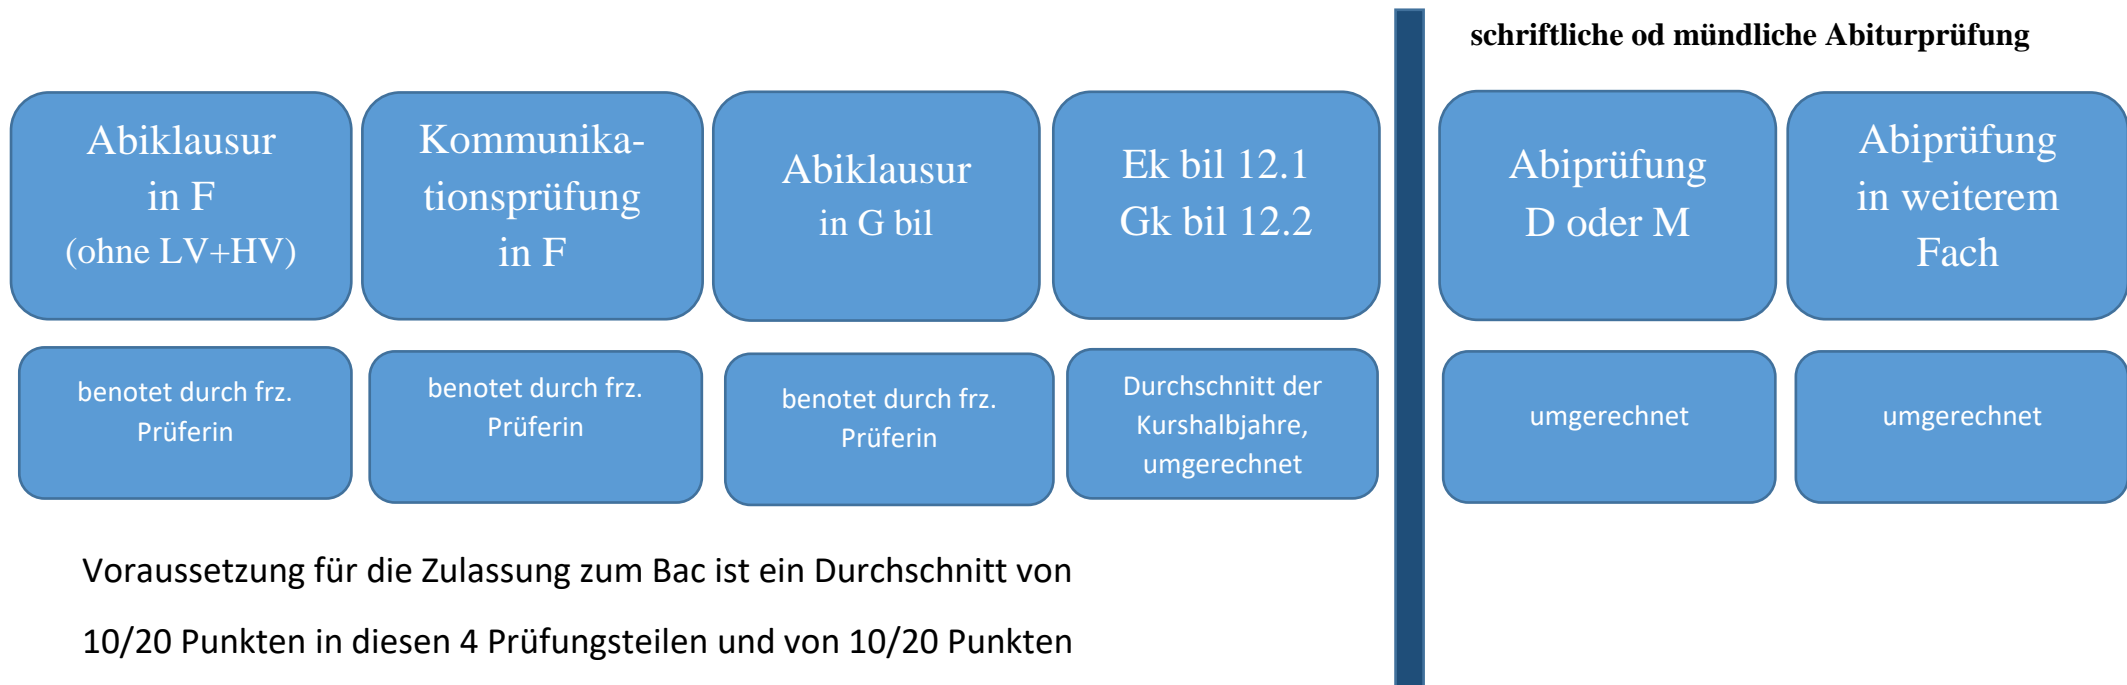 schriftliche od mündliche Abiturprüfung
Abiklausur
in F
(ohne LV+HV)
Kommunika-
tionsprüfung
in F
Abiklausur
in G bil
Ek bil 12.1
Gk bil 12.2
Abiprüfung
D oder M
Abiprüfung
in weiterem
Fach
benotet durch frz.
Prüferin
benotet durch frz.
Prüferin
benotet durch frz.
Prüferin
Durchschnitt der
Kurshalbjahre,
umgerechnet
umgerechnet
umgerechnet
Voraussetzung für die Zulassung zum Bac ist ein Durchschnitt von
10/20 Punkten in diesen 4 Prüfungsteilen und von 10/20 Punkten